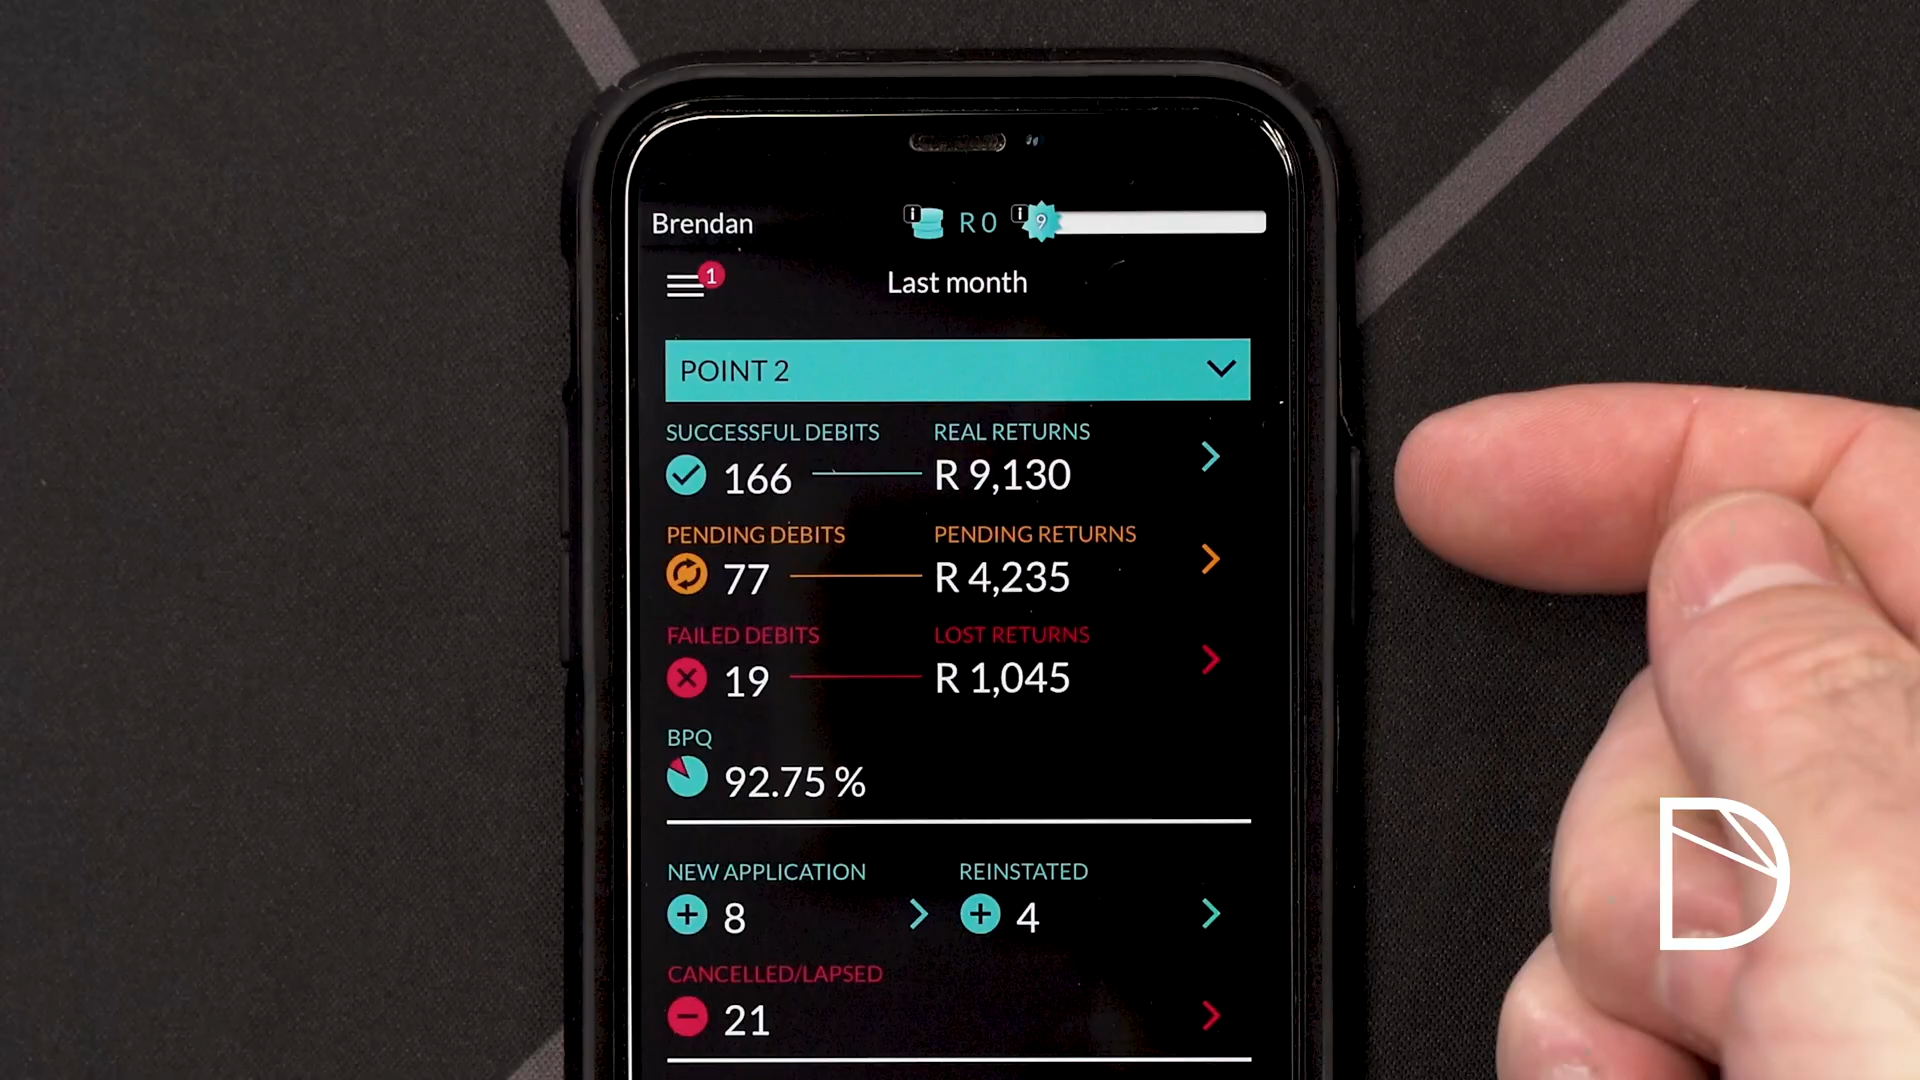 Brendan
i R 0 i 9
1
Last month
POINT 2
SUCCESSFUL DEBITS REAL RETURNS
166 R 9,130
PENDING DEBITS PENDING RETURNS
77 R 4,235
FAILED DEBITS LOST RETURNS
19 R 1,045
BPQ
92.75 %
NEW APPLICATION REINSTATED
8 4
CANCELLED/LAPSED
21
D